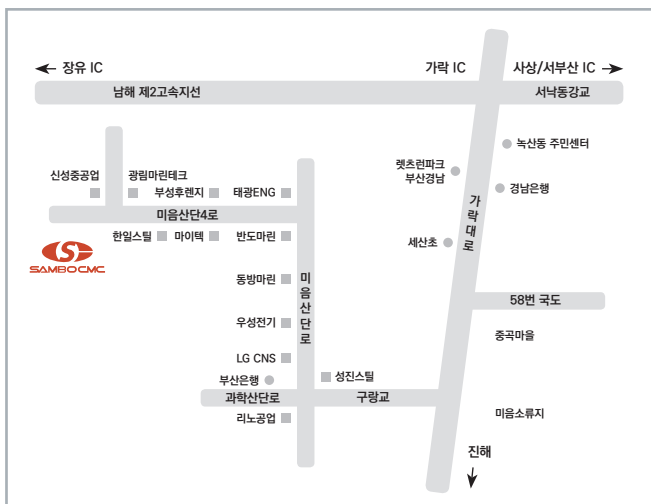 장유 IC
가락 IC
사상/서부산 IC
남해 제2고속지선
서낙동강교
녹산동 주민센터
렛츠런파크
부산경남
경남은행
신성중공업
광림마린테크
부성후렌지
태광ENG
미음산단4로
가락대로
한일스틸
마이텍
반도마린
세산초
SAMBO CMC
동방마린
미음산단로
58번 국도
우성전기
중곡마을
LG CNS
부산은행
성진스틸
과학산단로
구랑교
리노공업
미음소류지
진해